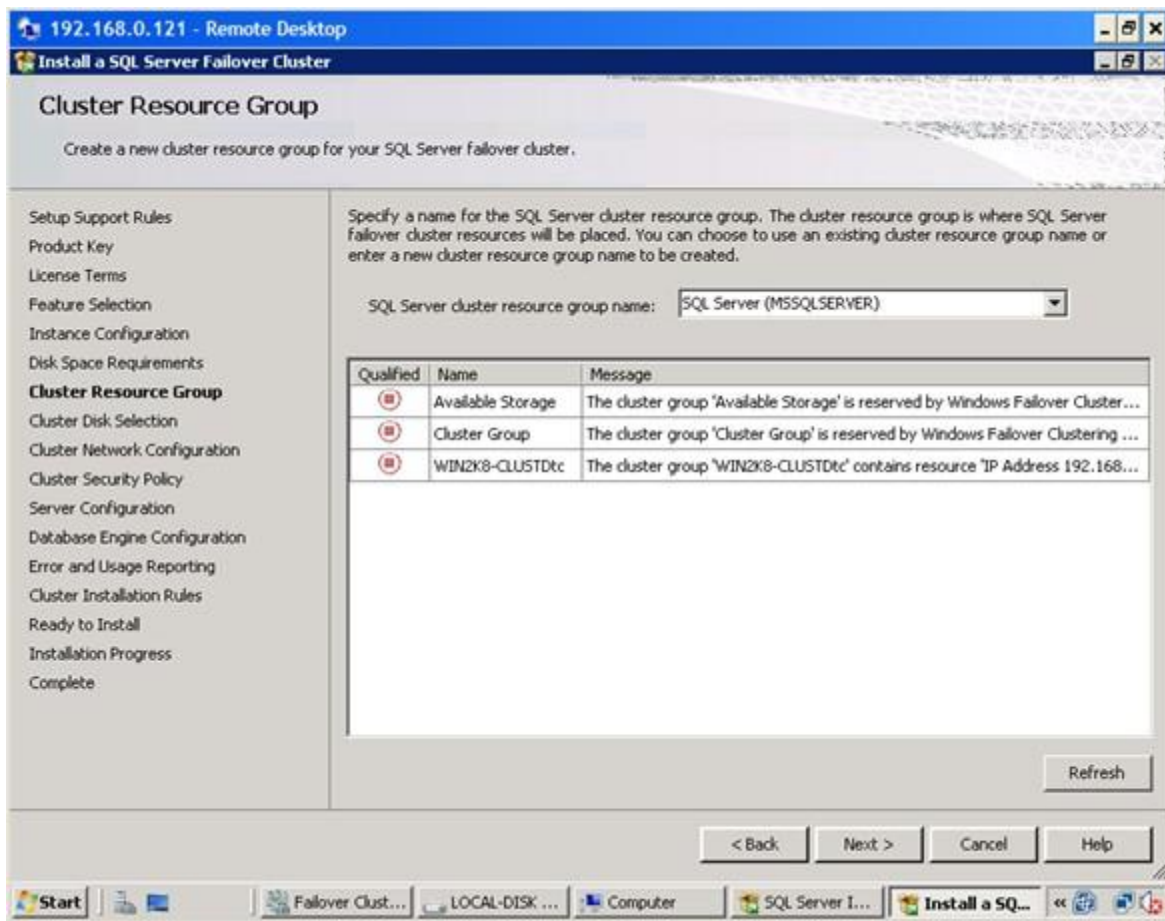 192.168.0.121 - Remote Desktop
Install a SQL Server Failover Cluster
Cluster Resource Group
Create a new cluster resource group for your SQL Server failover cluster.
Setup Support Rules
Product Key
License Terms
Feature Selection
Instance Configuration
Disk Space Requirements
Cluster Resource Group
Cluster Disk Selection
Cluster Network Configuration
Cluster Security Policy
Server Configuration
Database Engine Configuration
Error and Usage Reporting
Cluster Installation Rules
Ready to Install
Installation Progress
Complete
Specify a name for the SQL Server cluster resource group. The cluster resource group is where SQL Server
failover cluster resources will be placed. You can choose to use an existing cluster resource group name or
enter a new cluster resource group name to be created.
SQL Server cluster resource group name: SQL Server (MSSQLSERVER)
Qualified Name Message
Available Storage The cluster group 'Available Storage' is reserved by Windows Failover Cluster...
Cluster Group The cluster group 'Cluster Group' is reserved by Windows Failover Clustering ...
WIN2K8-CLUSTDtc The cluster group 'WIN2K8-CLUSTDtc' contains resource 'IP Address 192.168...
Refresh
< Back Next > Cancel Help
Start Failover Clust... LOCAL-DISK ... Computer SQL Server I... Install a SQ... «